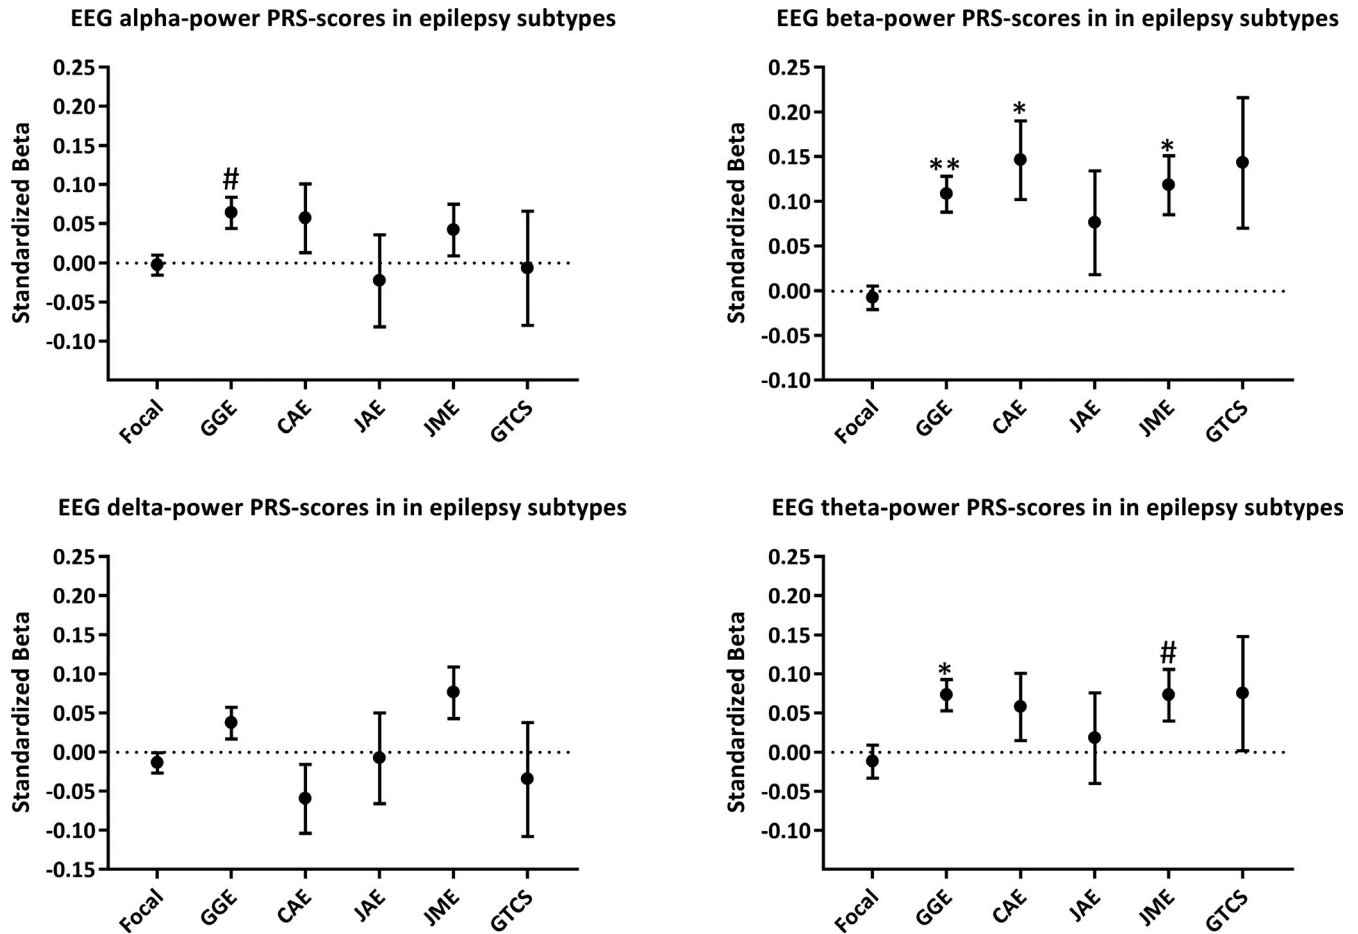 EEG alpha-power PRS-scores in epilepsy subtypes
Standardized Beta
0.25
0.20
0.15
0.10
0.05
0.00
-0.05
-0.10
#
Focal
GGE
CAE
JAE
JME
GTCS
EEG beta-power PRS-scores in in epilepsy subtypes
Standardized Beta
0.25
0.20
0.15
0.10
0.05
0.00
-0.05
-0.10
**
*
*
Focal
GGE
CAE
JAE
JME
GTCS
EEG delta-power PRS-scores in in epilepsy subtypes
Standardized Beta
0.25
0.20
0.15
0.10
0.05
0.00
-0.05
-0.10
-0.15
Focal
GGE
CAE
JAE
JME
GTCS
EEG theta-power PRS-scores in in epilepsy subtypes
Standardized Beta
0.25
0.20
0.15
0.10
0.05
0.00
-0.05
-0.10
*
#
Focal
GGE
CAE
JAE
JME
GTCS